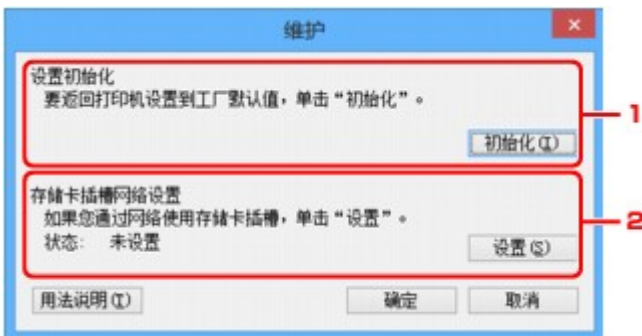 维护
设置初始化
要返回打印机设置到工厂默认值，单击“初始化”。
1
初始化(I)
存储卡插槽网络设置
如果您通过网络使用存储卡插槽，单击“设置”。
2
状态: 未设置
设置(S)
用法说明(T)
确定
取消